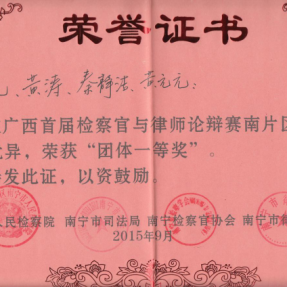 荣誉证书
黄涛、秦静洁、黄元元:
广西首届检察官与律师论辩赛南片区
优异，荣获“团体一等奖”。
发此证，以资鼓励。
人民检察院 南宁市司法局 南宁检察官协会 南宁市
2015年9月